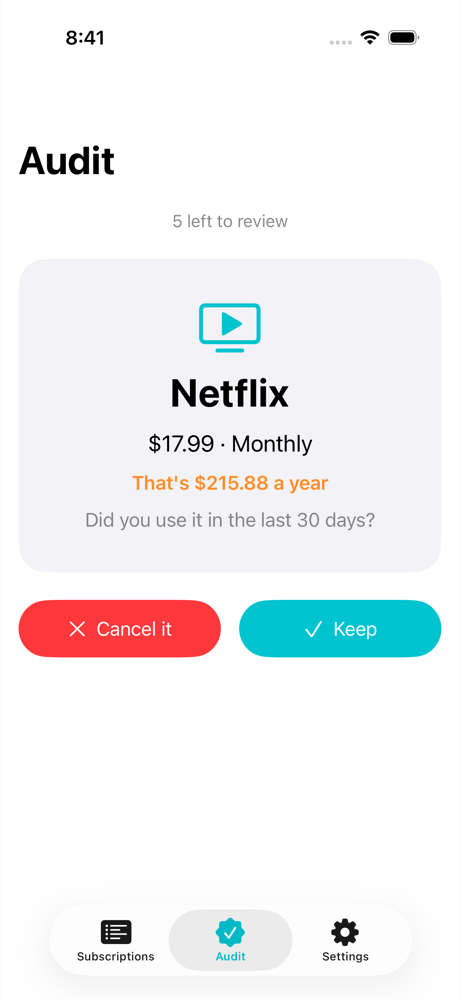 8:41
Audit
5 left to review
Netflix
$17.99 · Monthly
That's $215.88 a year
Did you use it in the last 30 days?
Cancel it
Keep
Subscriptions
Audit
Settings